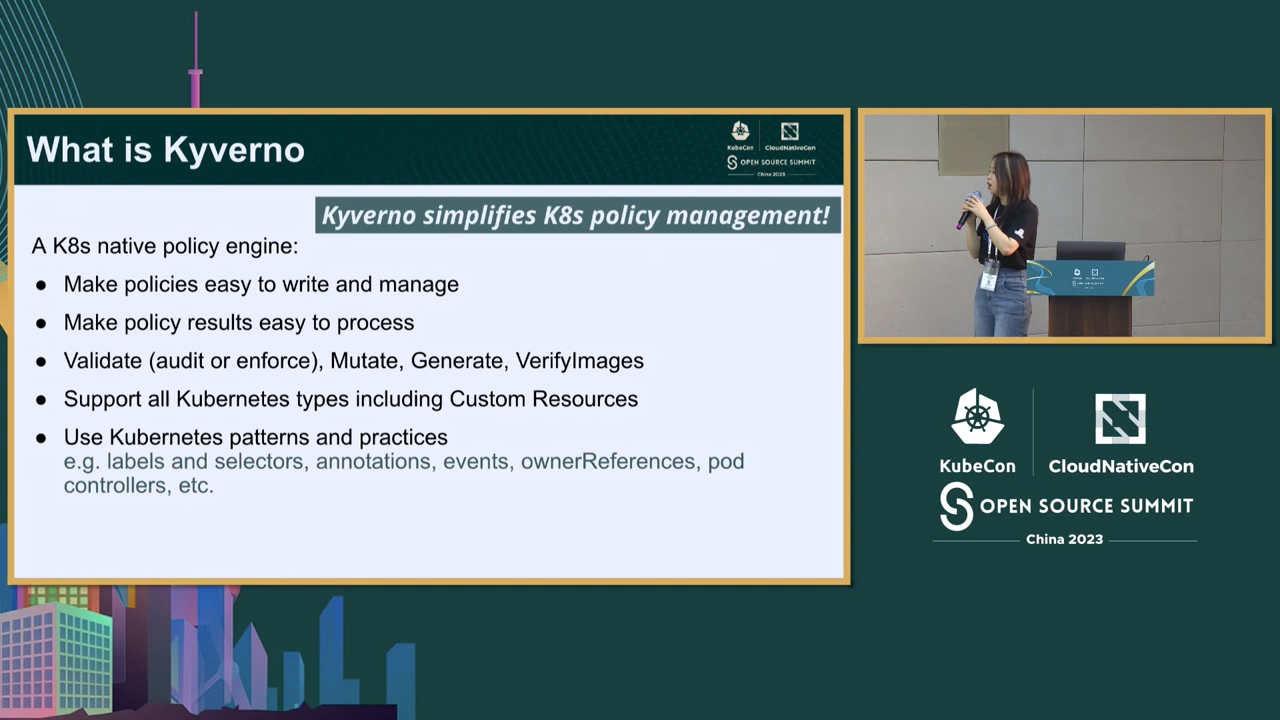 What is Kyverno
KubeCon
CloudNativeCon
OPEN SOURCE SUMMIT
China 2023
Kyverno simplifies K8s policy management!
A K8s native policy engine:
● Make policies easy to write and manage
● Make policy results easy to process
● Validate (audit or enforce), Mutate, Generate, VerifyImages
● Support all Kubernetes types including Custom Resources
● Use Kubernetes patterns and practices
e.g. labels and selectors, annotations, events, ownerReferences, pod
controllers, etc.
KubeCon
CloudNativeCon
OPEN SOURCE SUMMIT
China 2023